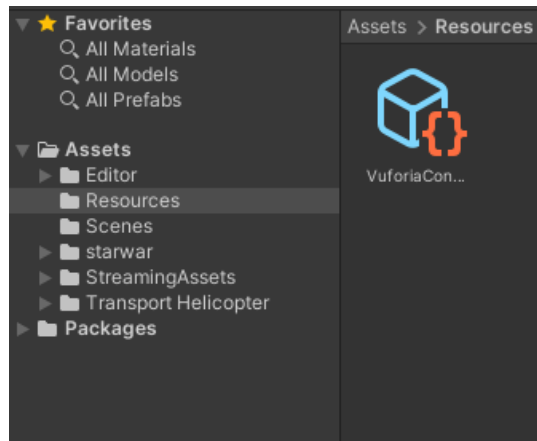 Favorites
All Materials
All Models
All Prefabs
Assets
Editor
Resources
Scenes
starwar
StreamingAssets
Transport Helicopter
Packages
Assets > Resources
VuforiaCon...